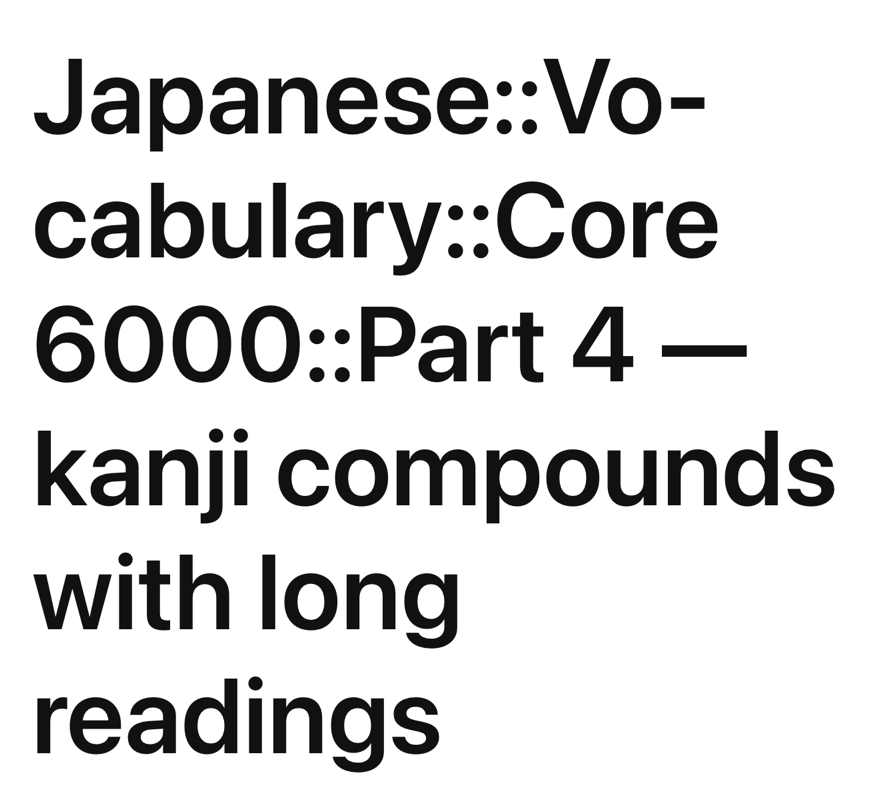 Japanese::Vo-
cabulary::Core
6000::Part 4 —
kanji compounds
with long
readings